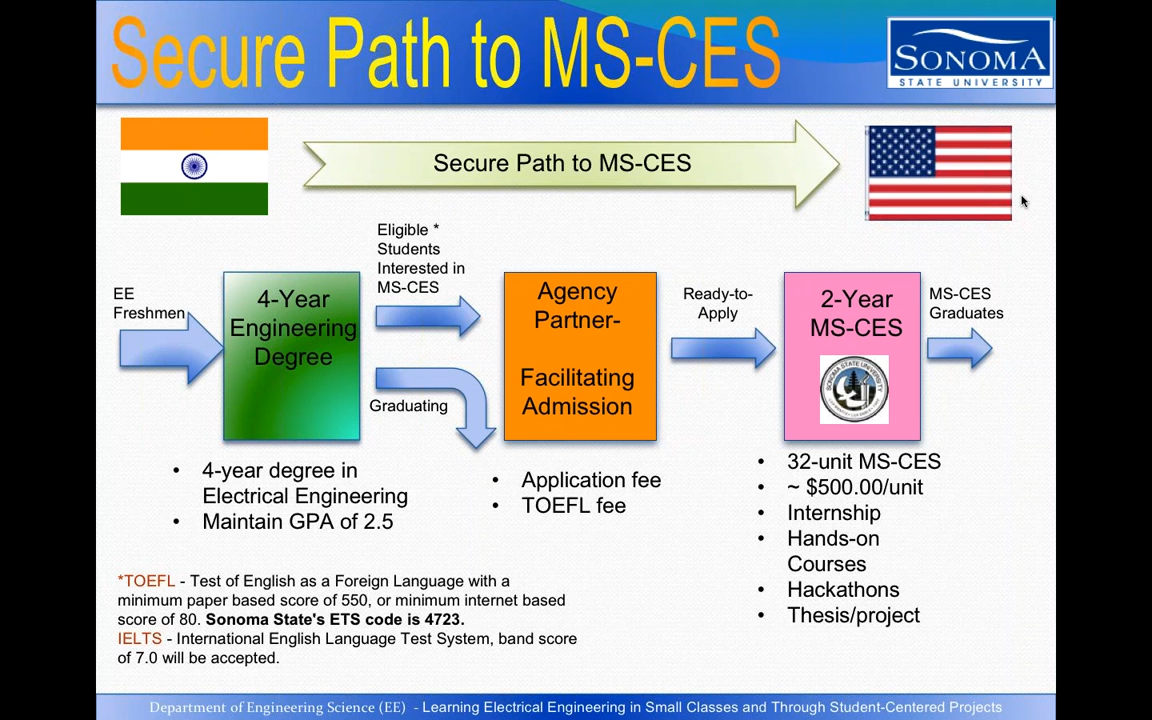 Secure Path to MS-CES
SONOMA
STATE UNIVERSITY
Secure Path to MS-CES
Eligible *
Students
Interested in
MS-CES
EE
Freshmen
4-Year
Engineering
Degree
Graduating
Agency
Partner-
Facilitating
Admission
Ready-to-
Apply
2-Year
MS-CES
SONOMA STATE UNIVERSITY
MS-CES
Graduates
• 4-year degree in
Electrical Engineering
• Maintain GPA of 2.5
• Application fee
• TOEFL fee
• 32-unit MS-CES
• ~ $500.00/unit
• Internship
• Hands-on
Courses
• Hackathons
• Thesis/project
*TOEFL - Test of English as a Foreign Language with a
minimum paper based score of 550, or minimum internet based
score of 80. Sonoma State's ETS code is 4723.
IELTS - International English Language Test System, band score
of 7.0 will be accepted.
Department of Engineering Science (EE) - Learning Electrical Engineering in Small Classes and Through Student-Centered Projects